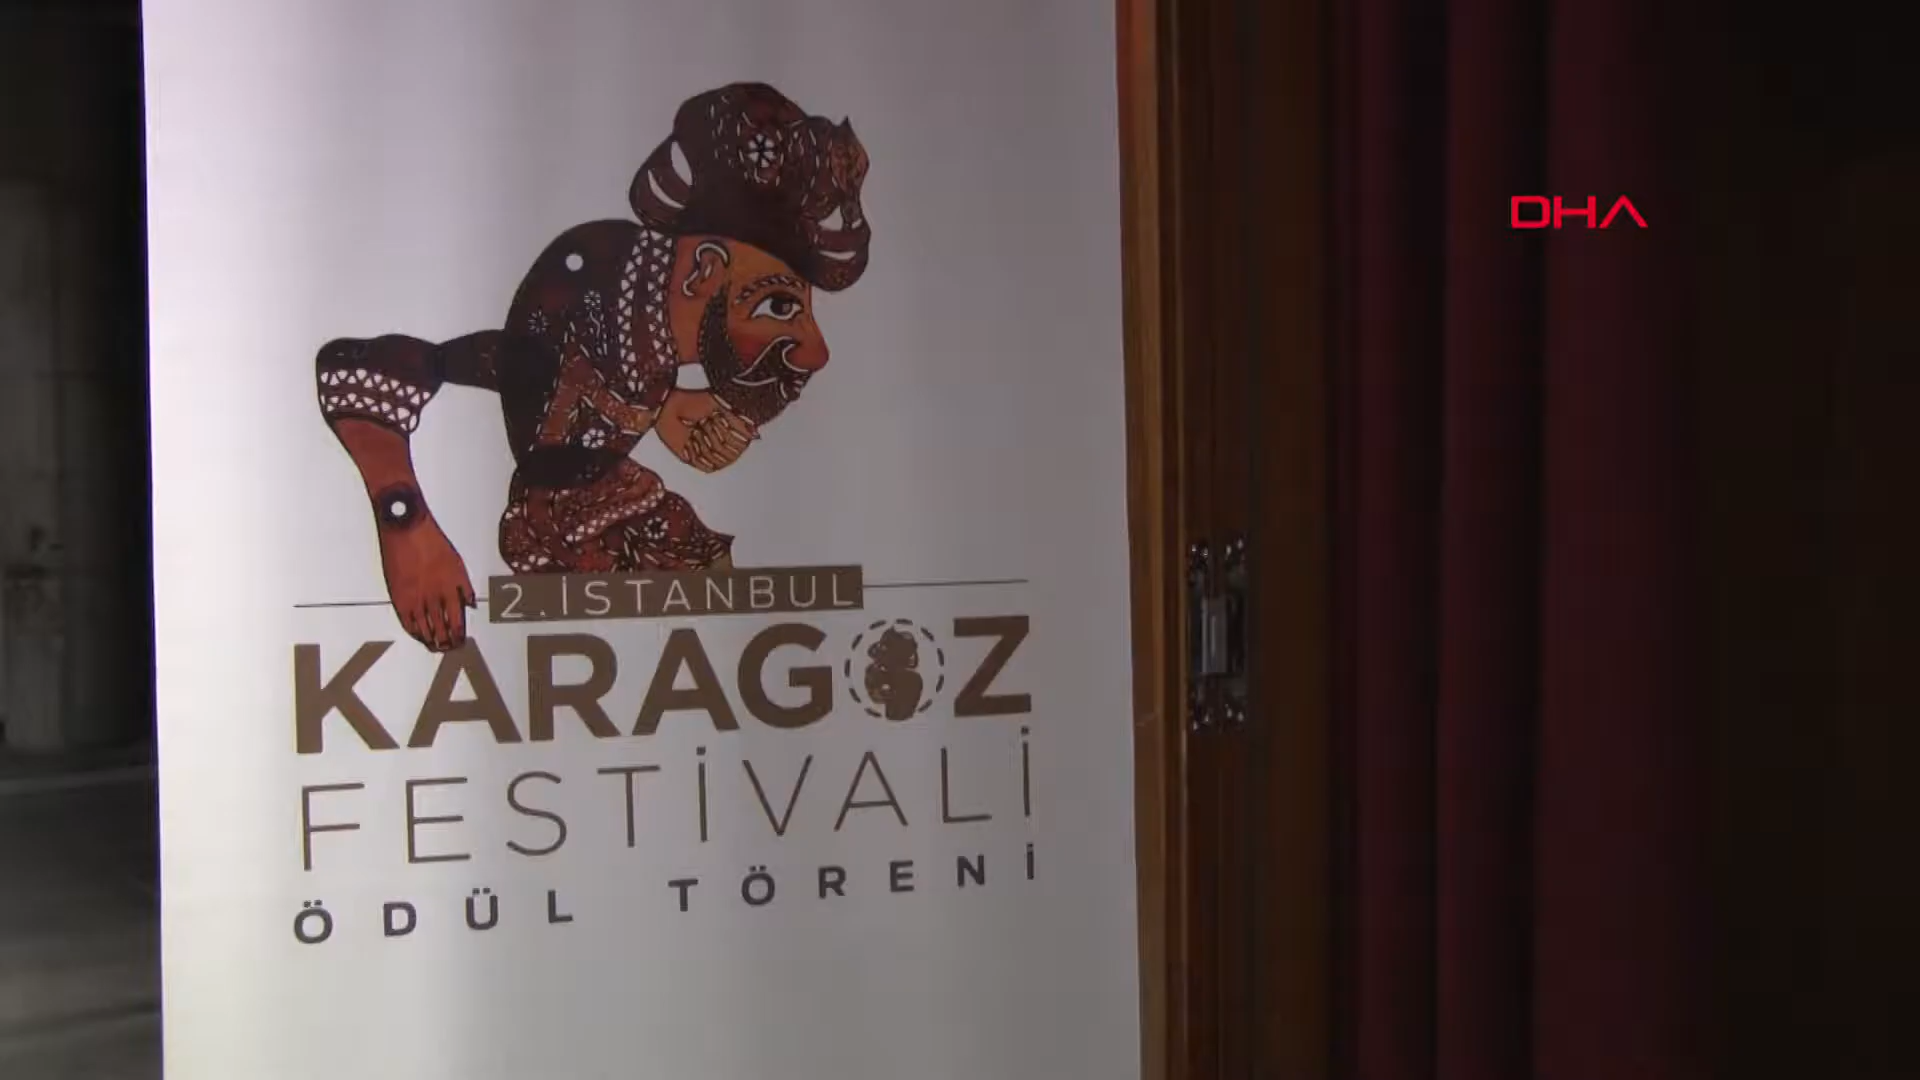 DHA
2. İSTANBUL
KARAGÖZ
FESTİVALİ
ÖDÜL TÖRENİ